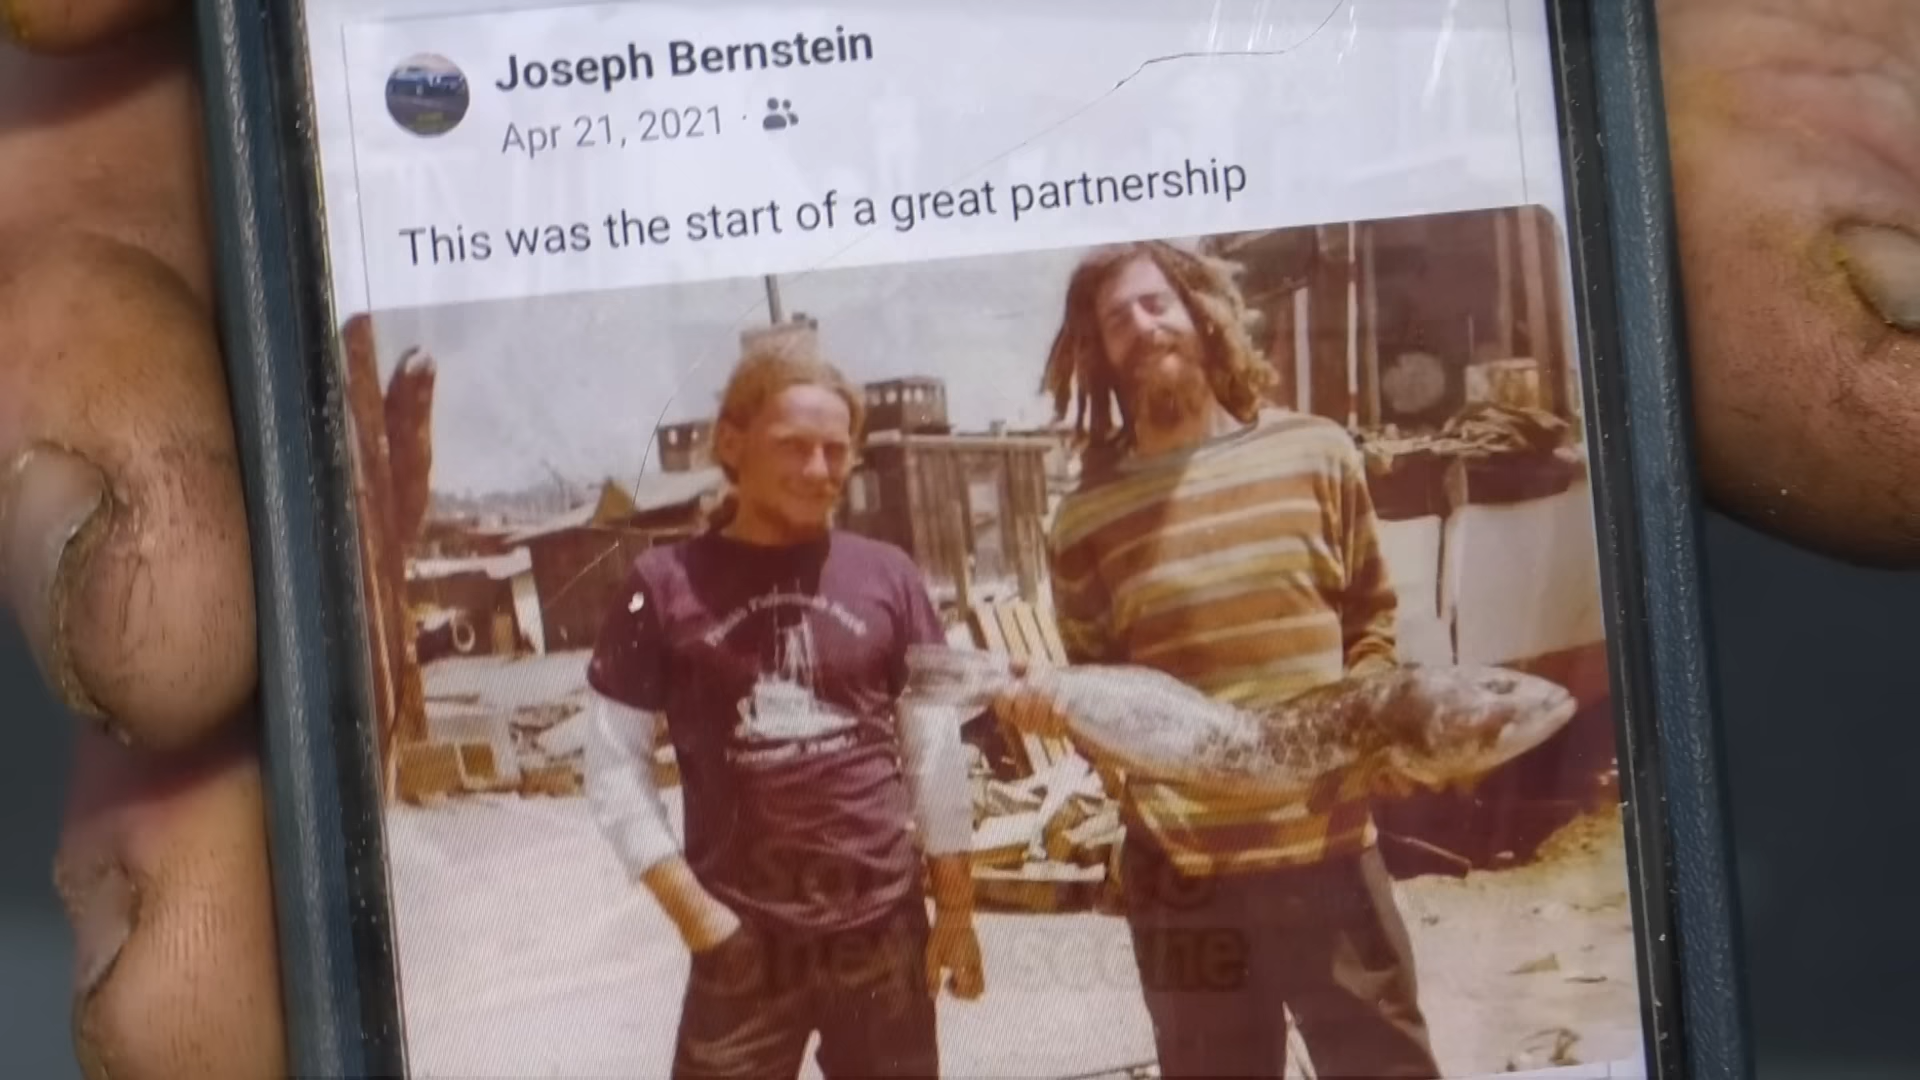 Joseph Bernstein
Apr 21, 2021 ·
This was the start of a great partnership